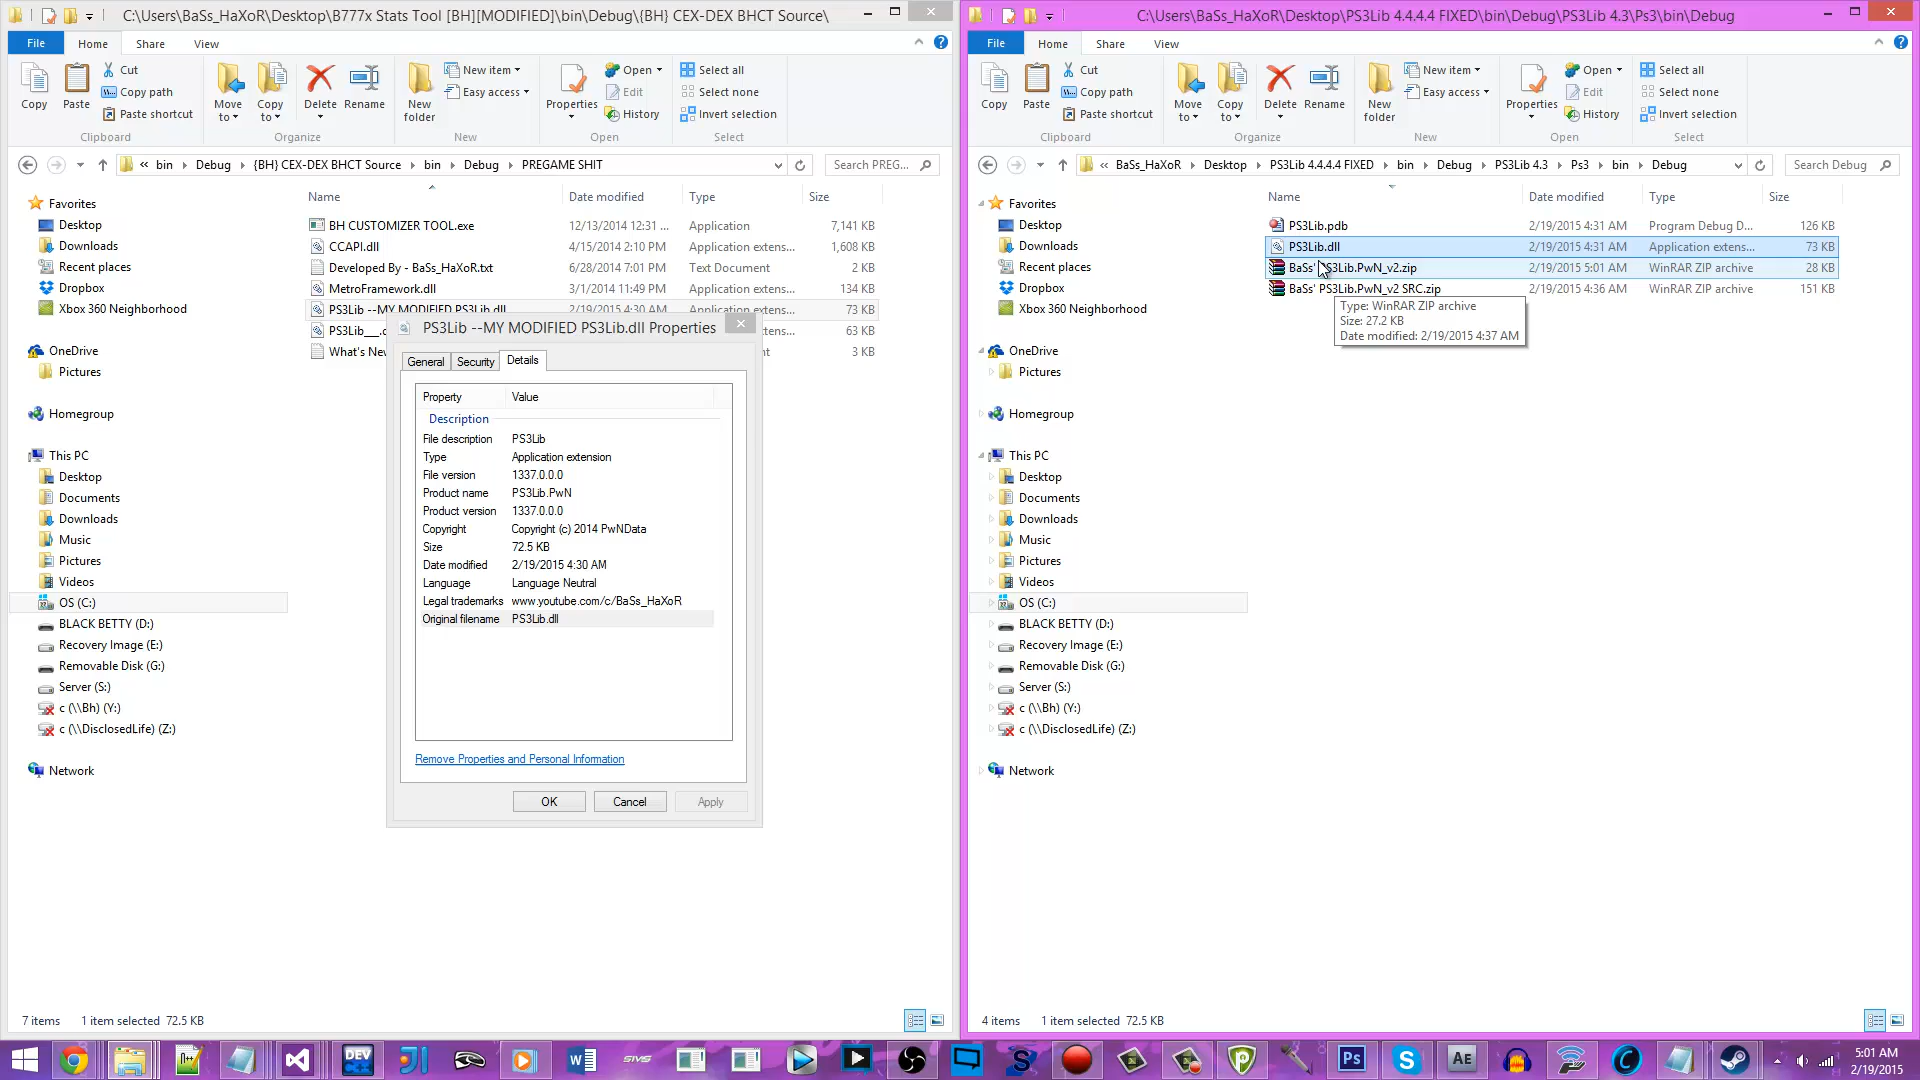 C:\Users\BaSs_HaXoR\Desktop\B777x Stats Tool [BH][MODIFIED]\bin\Debug\{BH} CEX-DEX BHCT Source\
File Home Share View
Copy
Paste
Cut
Copy path
Paste shortcut
Clipboard
Move to
Copy to
Delete
Rename
Organize
New folder
New item
Easy access
New
Properties
Open
Edit
History
Open
Select all
Select none
Invert selection
Select
« bin Debug {BH} CEX-DEX BHCT Source bin Debug PREGAME SHIT
Search PREG...
Name Date modified Type Size
BH CUSTOMIZER TOOL.exe 12/13/2014 12:31 ... Application 7,141 KB
CCAPI.dll 4/15/2014 2:10 PM Application extens... 1,608 KB
Developed By - BaSs_HaXoR.txt 6/28/2014 7:01 PM Text Document 2 KB
MetroFramework.dll 3/1/2014 11:49 PM Application extens... 134 KB
PS3Lib --MY MODIFIED PS3Lib.dll 2/19/2015 4:30 AM Application extens... 73 KB
63 KB
3 KB
Favorites
Desktop
Downloads
Recent places
Dropbox
Xbox 360 Neighborhood
OneDrive
Pictures
Homegroup
This PC
Desktop
Documents
Downloads
Music
Pictures
Videos
OS (C:)
BLACK BETTY (D:)
Recovery Image (E:)
Removable Disk (G:)
Server (S:)
c (\\Bh) (Y:)
c (\\DisclosedLife) (Z:)
Network
PS3Lib --MY MODIFIED PS3Lib.dll Properties
General Security Details
Property Value
Description
File description PS3Lib
Type Application extension
File version 1337.0.0.0
Product name PS3Lib.PwN
Product version 1337.0.0.0
Copyright Copyright (c) 2014 PwNData
Size 72.5 KB
Date modified 2/19/2015 4:30 AM
Language Language Neutral
Legal trademarks www.youtube.com/c/BaSs_HaXoR
Original filename PS3Lib.dll
Remove Properties and Personal Information
OK Cancel Apply
7 items 1 item selected 72.5 KB
C:\Users\BaSs_HaXoR\Desktop\PS3Lib 4.4.4.4 FIXED\bin\Debug\PS3Lib 4.3\Ps3\bin\Debug
File Home Share View
Copy
Paste
Cut
Copy path
Paste shortcut
Clipboard
Move to
Copy to
Delete
Rename
Organize
New folder
New item
Easy access
New
Properties
Open
Edit
History
Open
Select all
Select none
Invert selection
Select
« BaSs_HaXoR Desktop PS3Lib 4.4.4.4 FIXED bin Debug PS3Lib 4.3 Ps3 bin Debug
Search Debug
Name Date modified Type Size
PS3Lib.pdb 2/19/2015 4:31 AM Program Debug D... 126 KB
PS3Lib.dll 2/19/2015 4:31 AM Application extens... 73 KB
BaSs' PS3Lib.PwN_v2.zip 2/19/2015 5:01 AM WinRAR ZIP archive 28 KB
BaSs' PS3Lib.PwN_v2 SRC.zip 2/19/2015 4:36 AM WinRAR ZIP archive 151 KB
Type: WinRAR ZIP archive
Size: 27.2 KB
Date modified: 2/19/2015 4:37 AM
Favorites
Desktop
Downloads
Recent places
Dropbox
Xbox 360 Neighborhood
OneDrive
Pictures
Homegroup
This PC
Desktop
Documents
Downloads
Music
Pictures
Videos
OS (C:)
BLACK BETTY (D:)
Recovery Image (E:)
Removable Disk (G:)
Server (S:)
c (\\Bh) (Y:)
c (\\DisclosedLife) (Z:)
Network
4 items 1 item selected 72.5 KB
5:01 AM
2/19/2015